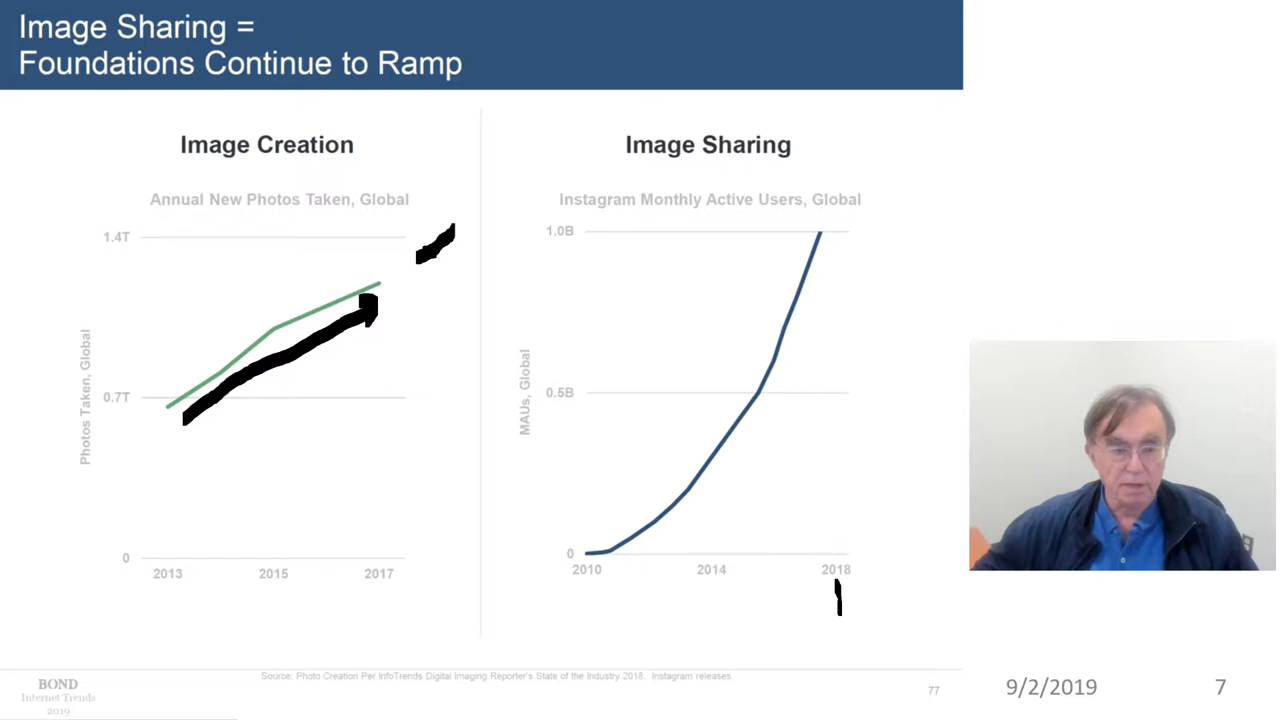 Image Sharing =
Foundations Continue to Ramp
Image Creation
Annual New Photos Taken, Global
1.4T
0.7T
0
Photos Taken, Global
2013 2015 2017
Image Sharing
Instagram Monthly Active Users, Global
1.0B
0.5B
0
MAUs, Global
2010 2014 2018
Source: Photo Creation Per InfoTrends Digital Imaging Reporter's State of the Industry 2018. Instagram releases.
BOND
Internet Trends
2019
77
9/2/2019 7